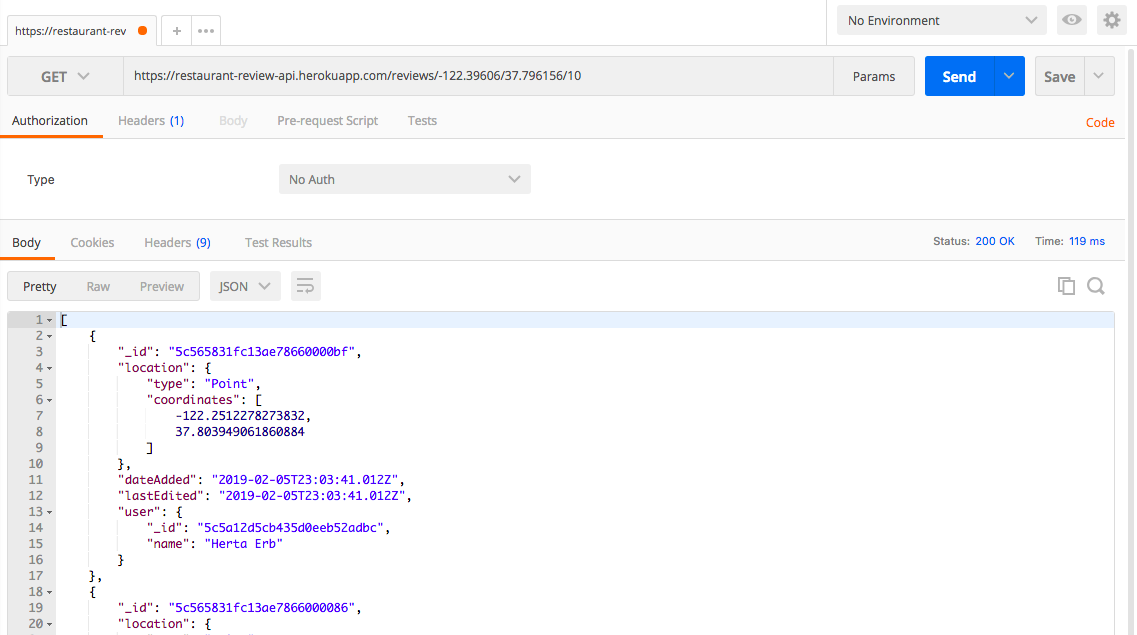 https://restaurant-rev + ••• No Environment
GET https://restaurant-review-api.herokuapp.com/reviews/-122.39606/37.796156/10 Params Send Save
Authorization Headers (1) Body Pre-request Script Tests Code
Type No Auth
Body Cookies Headers (9) Test Results Status: 200 OK Time: 119 ms
Pretty Raw Preview JSON
1 [
2 {
3 "_id": "5c565831fc13ae78660000bf",
4 "location": {
5 "type": "Point",
6 "coordinates": [
7 -122.2512278273832,
8 37.803949061860884
9 ]
10 },
11 "dateAdded": "2019-02-05T23:03:41.012Z",
12 "lastEdited": "2019-02-05T23:03:41.012Z",
13 "user": {
14 "_id": "5c5a12d5cb435d0eeb52adbc",
15 "name": "Herta Erb"
16 }
17 },
18 {
19 "_id": "5c565831fc13ae7866000086",
20 "location": {